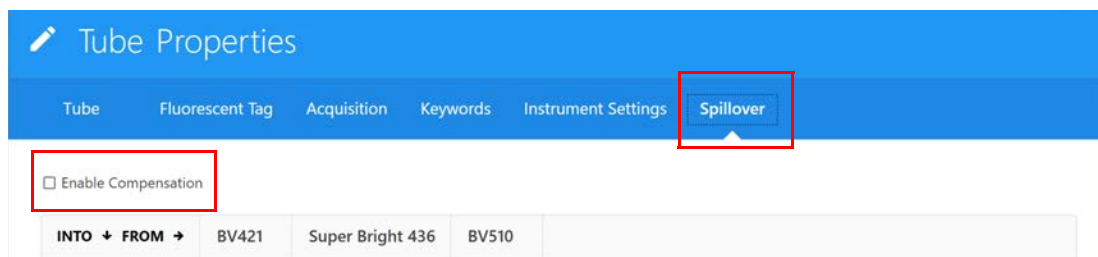 Tube Properties
Tube Fluorescent Tag Acquisition Keywords Instrument Settings Spillover
Enable Compensation
INTO ↓ FROM → BV421 Super Bright 436 BV510